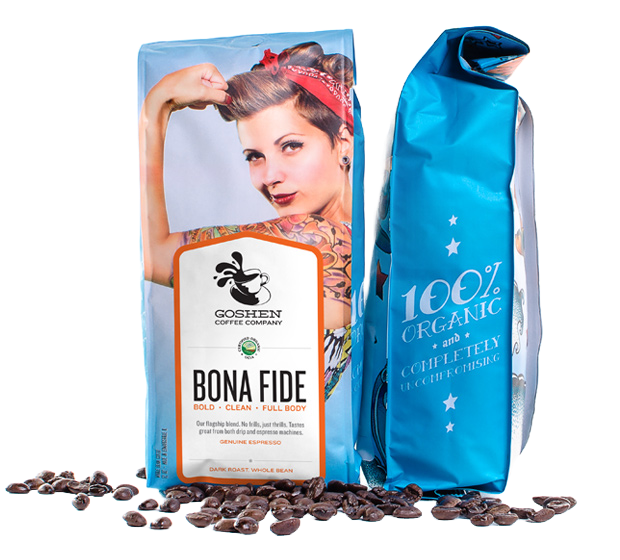 GOSHEN
COFFEE COMPANY
BONA FIDE
BOLD • CLEAN • FULL BODY
Our flagship blend. No frills, just thrills. Tastes
great from both drip and espresso machines.
GENUINE ESPRESSO
DARK ROAST WHOLE BEAN
100%
ORGANIC
and
COMPLETELY
UNCOMPROMISING